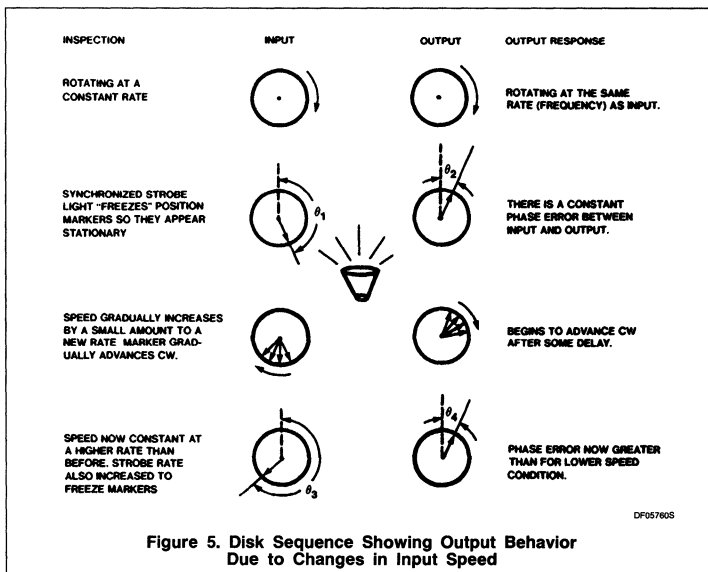 INSPECTION INPUT OUTPUT OUTPUT RESPONSE
ROTATING AT A
CONSTANT RATE
ROTATING AT THE SAME
RATE (FREQUENCY) AS INPUT.
SYNCHRONIZED STROBE
LIGHT "FREEZES" POSITION
MARKERS SO THEY APPEAR
STATIONARY
θ1
θ2
THERE IS A CONSTANT
PHASE ERROR BETWEEN
INPUT AND OUTPUT.
SPEED GRADUALLY INCREASES
BY A SMALL AMOUNT TO A
NEW RATE MARKER GRAD-
UALLY ADVANCES CW.
BEGINS TO ADVANCE CW
AFTER SOME DELAY.
SPEED NOW CONSTANT AT
A HIGHER RATE THAN
BEFORE. STROBE RATE
ALSO INCREASED TO
FREEZE MARKERS
θ3
θ4
PHASE ERROR NOW GREATER
THAN FOR LOWER SPEED
CONDITION.
DF05760S
Figure 5. Disk Sequence Showing Output Behavior
Due to Changes in Input Speed